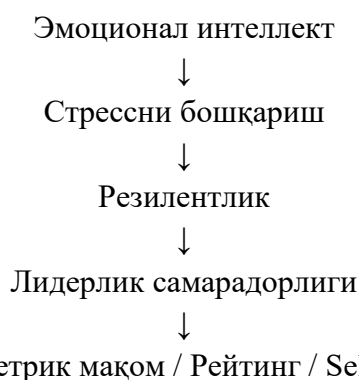 Эмоционал интеллект
↓
Стрессни бошқариш
↓
Резилентлик
↓
Лидерлик самарадорлиги
↓
мақом / Рейтинг /